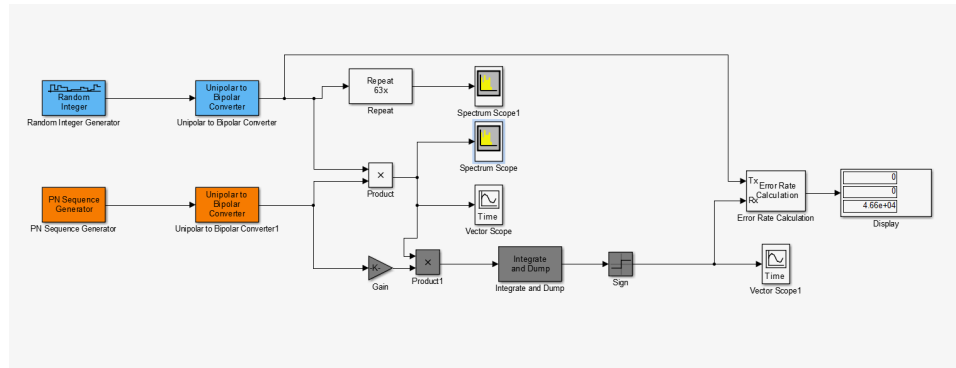 Random
Integer
Random Integer Generator
Unipolar to
Bipolar
Converter
Unipolar to Bipolar Converter
Repeat
63x
Repeat
Spectrum Scope1
Spectrum Scope
×
Product
PN Sequence
Generator
PN Sequence Generator
Unipolar to
Bipolar
Converter
Unipolar to Bipolar Converter1
Time
Vector Scope
-K-
Gain
×
Product1
Integrate
and Dump
Integrate and Dump
Sign
Tx
Rx
Error Rate
Calculation
Error Rate Calculation
0
0
4.66e+04
Display
Time
Vector Scope1